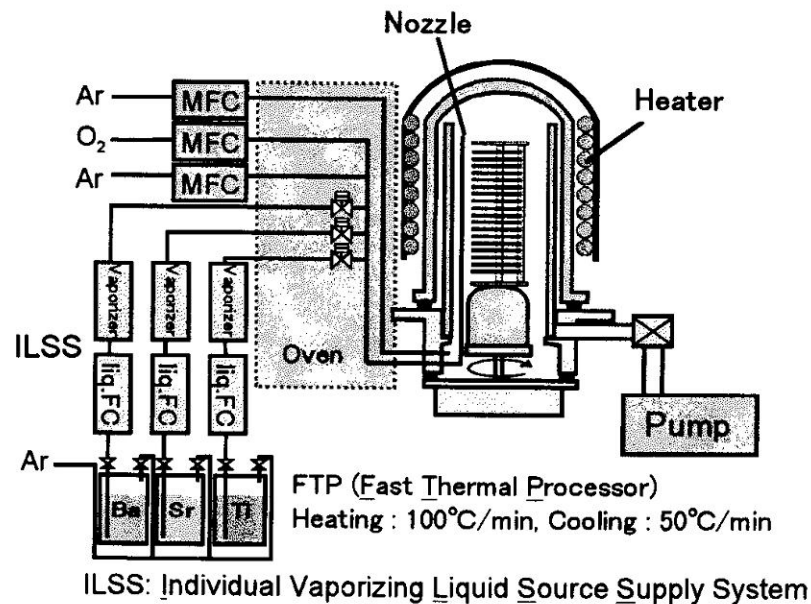 Nozzle
Heater
Ar
MFC
O₂
MFC
Ar
MFC
Vaporizer
Vaporizer
Vaporizer
ILSS
Oven
liq.FC
liq.FC
liq.FC
Pump
Ar
Ba
Sr
Ti
FTP (Fast Thermal Processor)
Heating : 100°C/min, Cooling : 50°C/min
ILSS: Individual Vaporizing Liquid Source Supply System